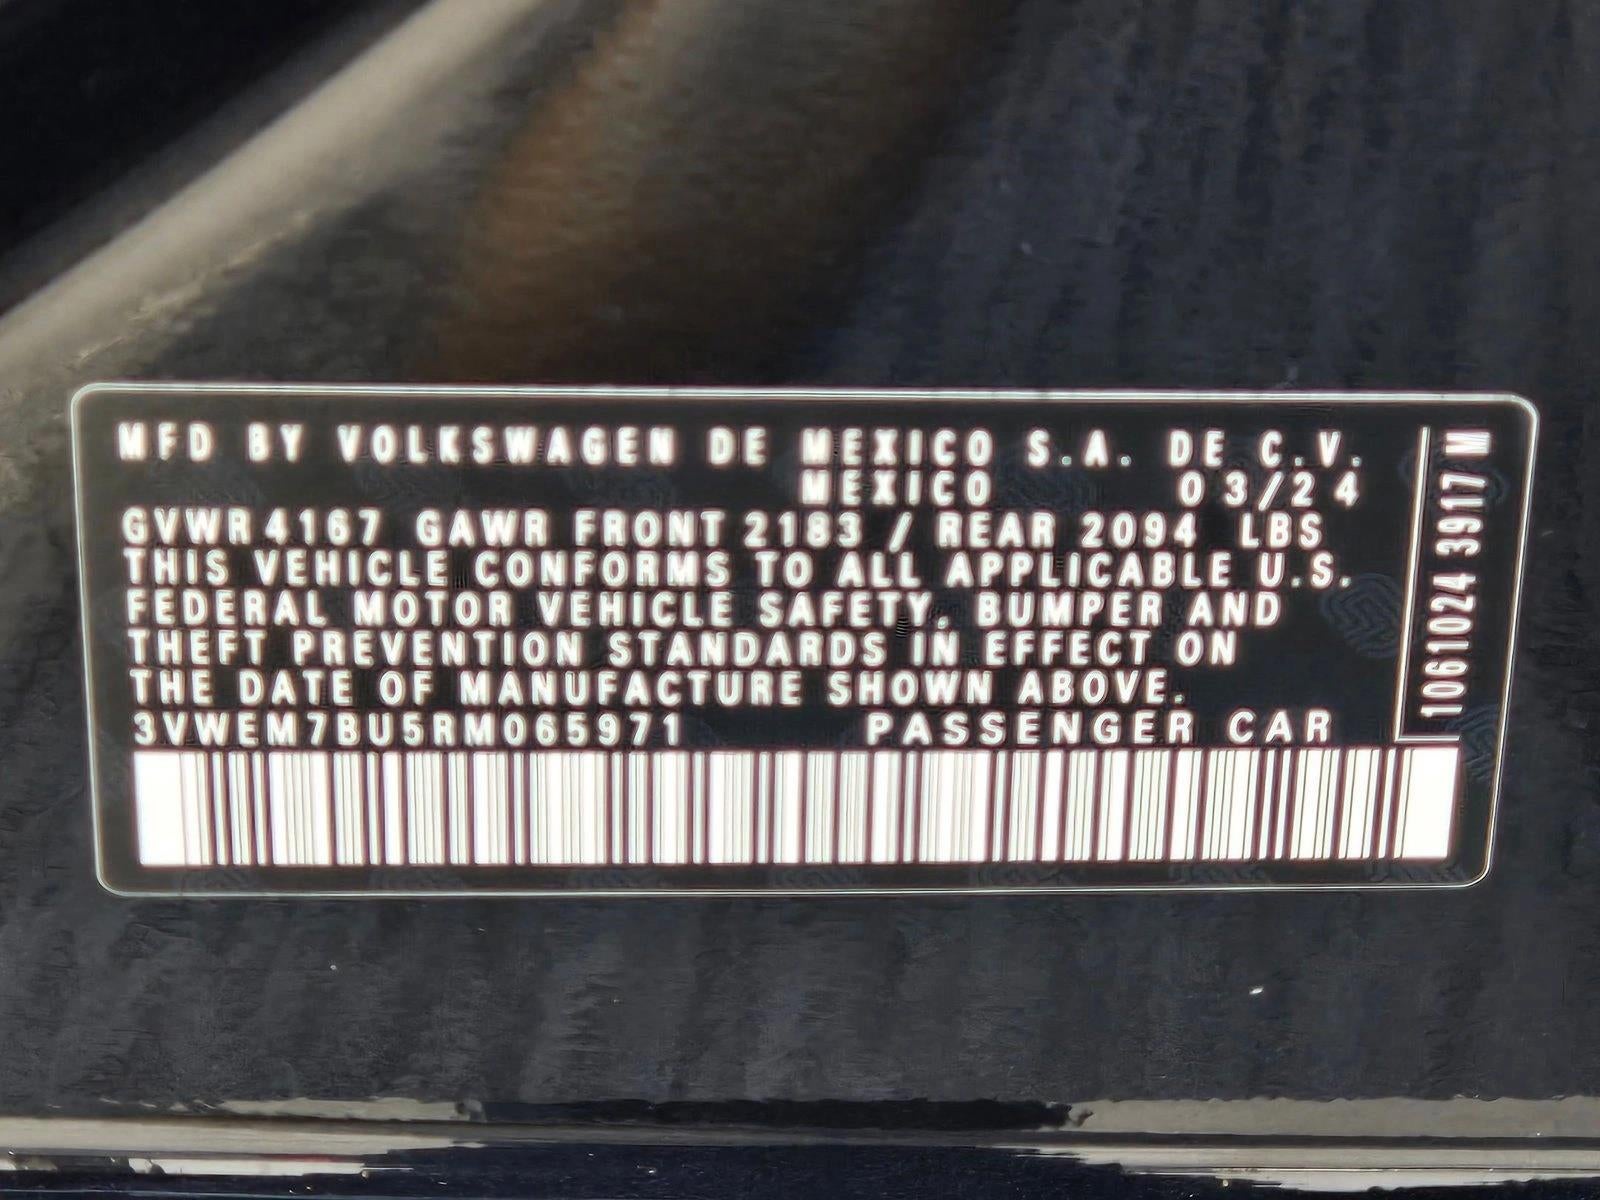 MFD BY VOLKSWAGEN DE MEXICO S.A. DE C.V.
MEXICO 03/24
GVWR 4167 GAWR FRONT 2183 / REAR 2094 LBS
THIS VEHICLE CONFORMS TO ALL APPLICABLE U.S.
FEDERAL MOTOR VEHICLE SAFETY, BUMPER AND
THEFT PREVENTION STANDARDS IN EFFECT ON
THE DATE OF MANUFACTURE SHOWN ABOVE.
3VWEM7BU5RM065971 PASSENGER CAR
1061024 3917 M